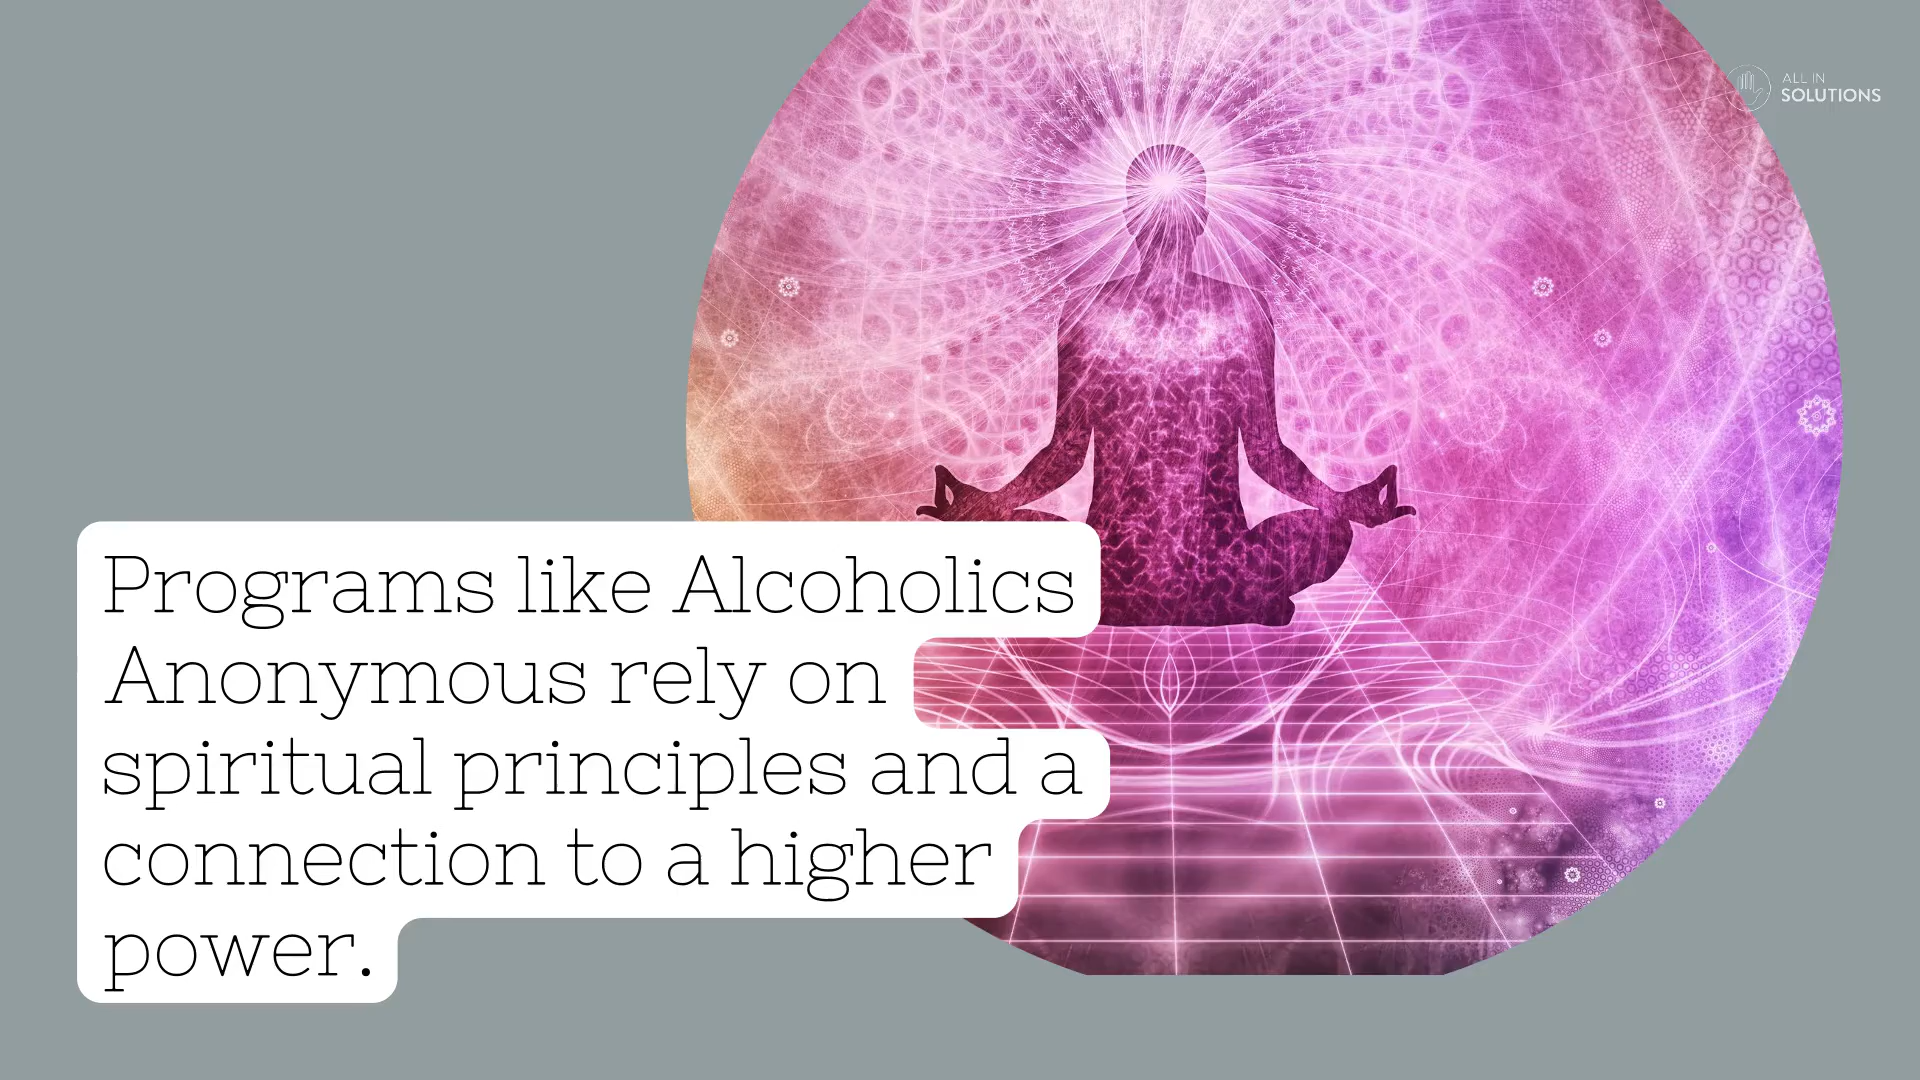 ALL IN
SOLUTIONS
Programs like Alcoholics
Anonymous rely on
spiritual principles and a
connection to a higher
power.